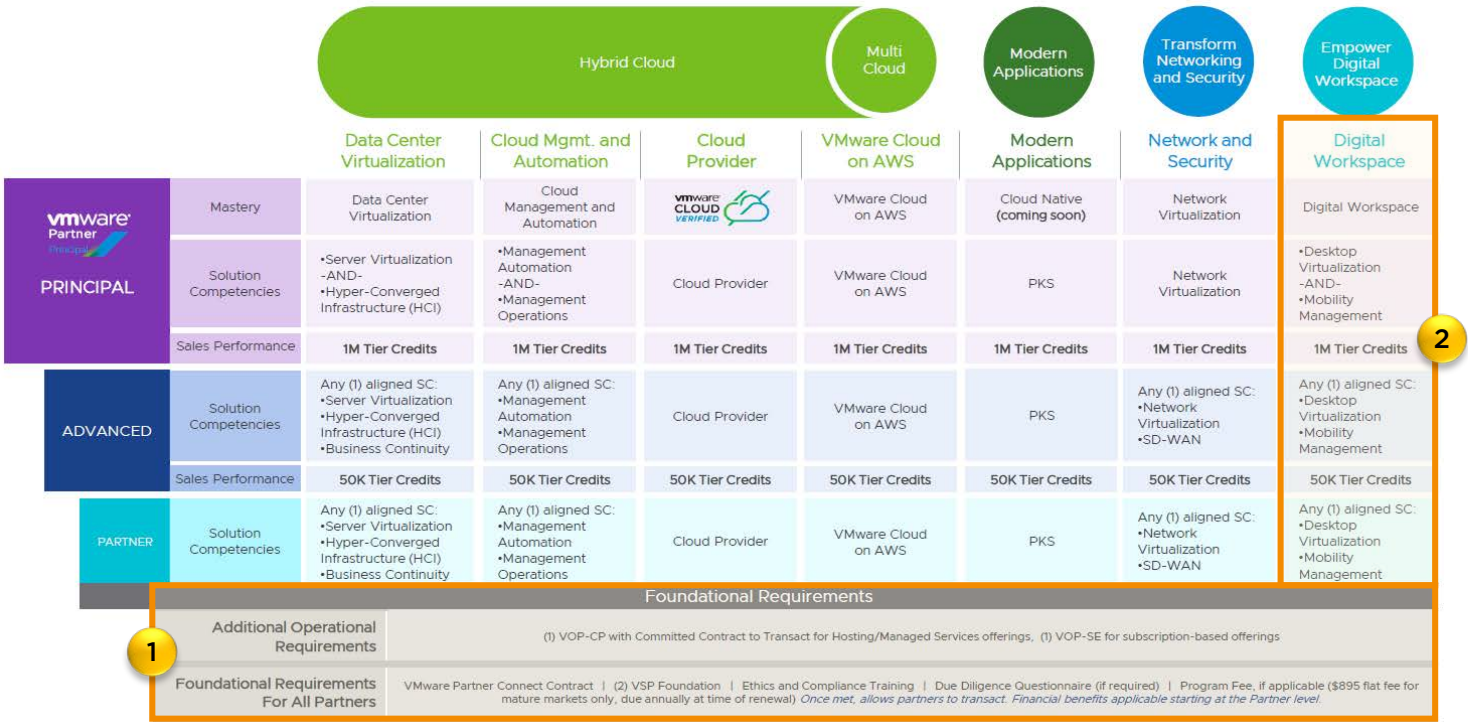 Hybrid Cloud
Multi
Cloud
Modern
Applications
Transform
Networking
and Security
Empower
Digital
Workspace
Data Center
Virtualization
Cloud Mgmt. and
Automation
Cloud
Provider
VMware Cloud
on AWS
Modern
Applications
Network and
Security
Digital
Workspace
vmware
Partner
Principal
PRINCIPAL
Mastery
Data Center
Virtualization
Cloud
Management and
Automation
vmware
CLOUD
VERIFIED
VMware Cloud
on AWS
Cloud Native
(coming soon)
Network
Virtualization
Digital Workspace
Solution
Competencies
•Server Virtualization
-AND-
•Hyper-Converged
Infrastructure (HCI)
•Management
Automation
-AND-
•Management
Operations
Cloud Provider
VMware Cloud
on AWS
PKS
Network
Virtualization
•Desktop
Virtualization
-AND-
•Mobility
Management
Sales Performance
1M Tier Credits
1M Tier Credits
1M Tier Credits
1M Tier Credits
1M Tier Credits
1M Tier Credits
1M Tier Credits
2
ADVANCED
Solution
Competencies
Any (1) aligned SC:
•Server Virtualization
•Hyper-Converged
Infrastructure (HCI)
•Business Continuity
Any (1) aligned SC:
•Management
Automation
•Management
Operations
Cloud Provider
VMware Cloud
on AWS
PKS
Any (1) aligned SC:
•Network
Virtualization
•SD-WAN
Any (1) aligned SC:
•Desktop
Virtualization
•Mobility
Management
Sales Performance
50K Tier Credits
50K Tier Credits
50K Tier Credits
50K Tier Credits
50K Tier Credits
50K Tier Credits
50K Tier Credits
PARTNER
Solution
Competencies
Any (1) aligned SC:
•Server Virtualization
•Hyper-Converged
Infrastructure (HCI)
•Business Continuity
Any (1) aligned SC:
•Management
Automation
•Management
Operations
Cloud Provider
VMware Cloud
on AWS
PKS
Any (1) aligned SC:
•Network
Virtualization
•SD-WAN
Any (1) aligned SC:
•Desktop
Virtualization
•Mobility
Management
Foundational Requirements
1
Additional Operational
Requirements
(1) VOP-CP with Committed Contract to Transact for Hosting/Managed Services offerings, (1) VOP-SE for subscription-based offerings
Foundational Requirements
For All Partners
VMware Partner Connect Contract | (2) VSP Foundation | Ethics and Compliance Training | Due Diligence Questionnaire (if required) | Program Fee, if applicable ($895 flat fee for
mature markets only, due annually at time of renewal) Once met, allows partners to transact. Financial benefits applicable starting at the Partner level.